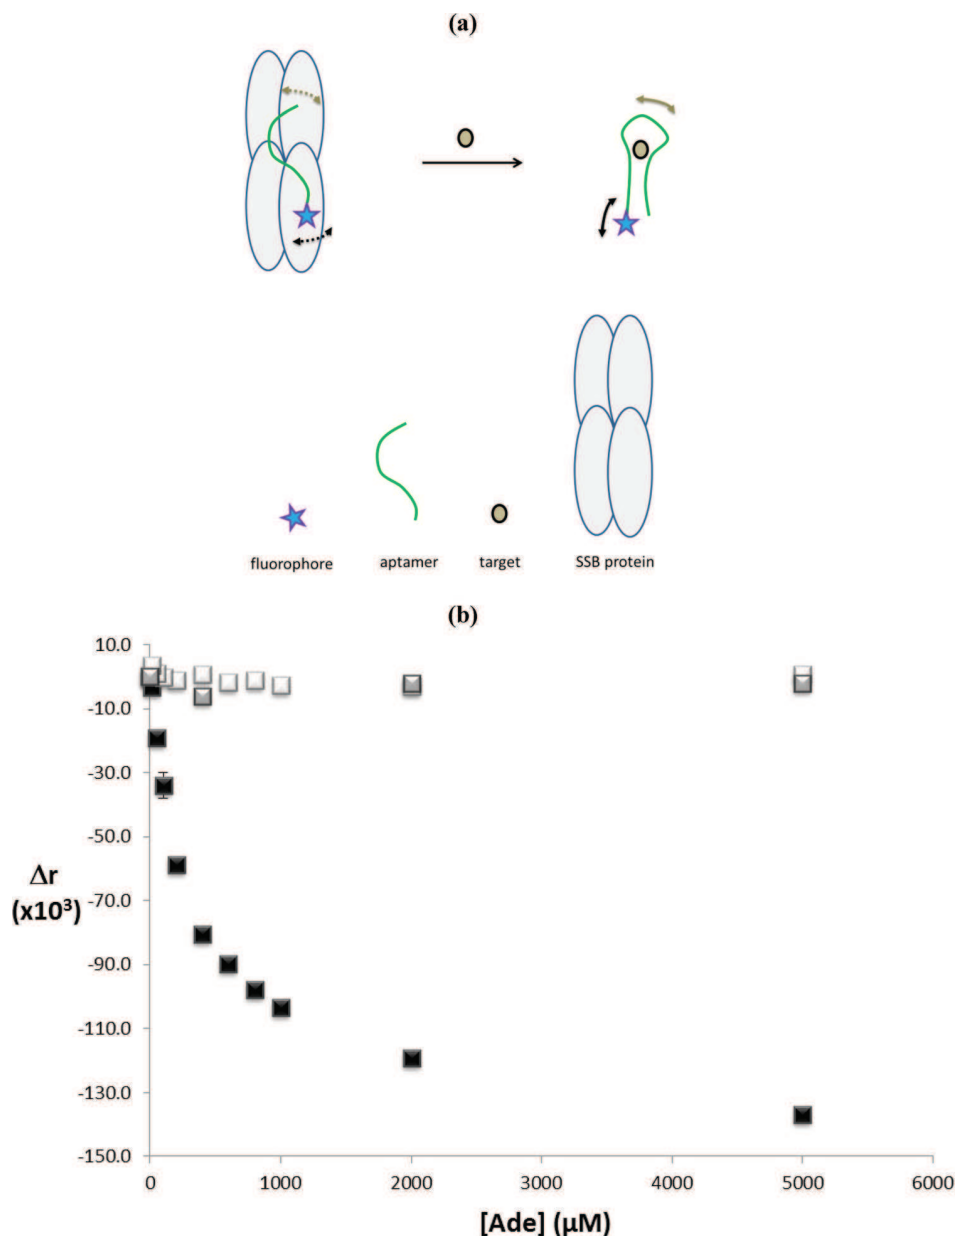 (a)
fluorophore aptamer target SSB protein
(b)
10.0
-10.0
-30.0
-50.0
-70.0
-90.0
-110.0
-130.0
-150.0
Δr
(x10³)
0 1000 2000 3000 4000 5000 6000
[Ade] (µM)